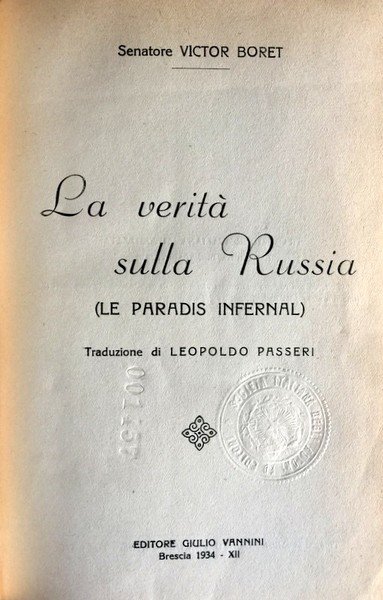 Senatore VICTOR BORET
La verità
sulla Russia
(LE PARADIS INFERNAL)
Traduzione di LEOPOLDO PASSERI
EDITORE GIULIO VANNINI
Brescia 1934 - XII